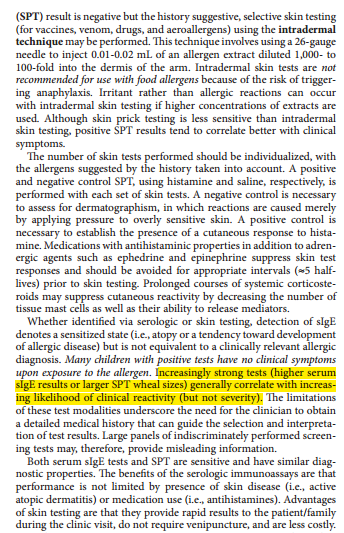 (SPT) result is negative but the history suggestive, selective skin testing
(for vaccines, venom, drugs, and aeroallergens) using the intradermal
technique may be performed. This technique involves using a 26-gauge
needle to inject 0.01-0.02 mL of an allergen extract diluted 1,000- to
100-fold into the dermis of the arm. Intradermal skin tests are not
recommended for use with food allergens because of the risk of trigger-
ing anaphylaxis. Irritant rather than allergic reactions can occur
with intradermal skin testing if higher concentrations of extracts are
used. Although skin prick testing is less sensitive than intradermal
skin testing, positive SPT results tend to correlate better with clinical
symptoms.
The number of skin tests performed should be individualized, with
the allergens suggested by the history taken into account. A positive
and negative control SPT, using histamine and saline, respectively, is
performed with each set of skin tests. A negative control is necessary
to assess for dermatographism, in which reactions are caused merely
by applying pressure to overly sensitive skin. A positive control is
necessary to establish the presence of a cutaneous response to hista-
mine. Medications with antihistaminic properties in addition to adren-
ergic agents such as ephedrine and epinephrine suppress skin test
responses and should be avoided for appropriate intervals (≈5 half-
lives) prior to skin testing. Prolonged courses of systemic corticoste-
roids may suppress cutaneous reactivity by decreasing the number of
tissue mast cells as well as their ability to release mediators.
Whether identified via serologic or skin testing, detection of sIgE
denotes a sensitized state (i.e., atopy or a tendency toward development
of allergic disease) but is not equivalent to a clinically relevant allergic
diagnosis. Many children with positive tests have no clinical symptoms
upon exposure to the allergen. Increasingly strong tests (higher serum
sIgE results or larger SPT wheal sizes) generally correlate with increas-
ing likelihood of clinical reactivity (but not severity). The limitations
of these test modalities underscore the need for the clinician to obtain
a detailed medical history that can guide the selection and interpreta-
tion of test results. Large panels of indiscriminately performed screen-
ing tests may, therefore, provide misleading information.
Both serum sIgE tests and SPT are sensitive and have similar diag-
nostic properties. The benefits of the serologic immunoassays are that
performance is not limited by presence of skin disease (i.e., active
atopic dermatitis) or medication use (i.e., antihistamines). Advantages
of skin testing are that they provide rapid results to the patient/family
during the clinic visit, do not require venipuncture, and are less costly.